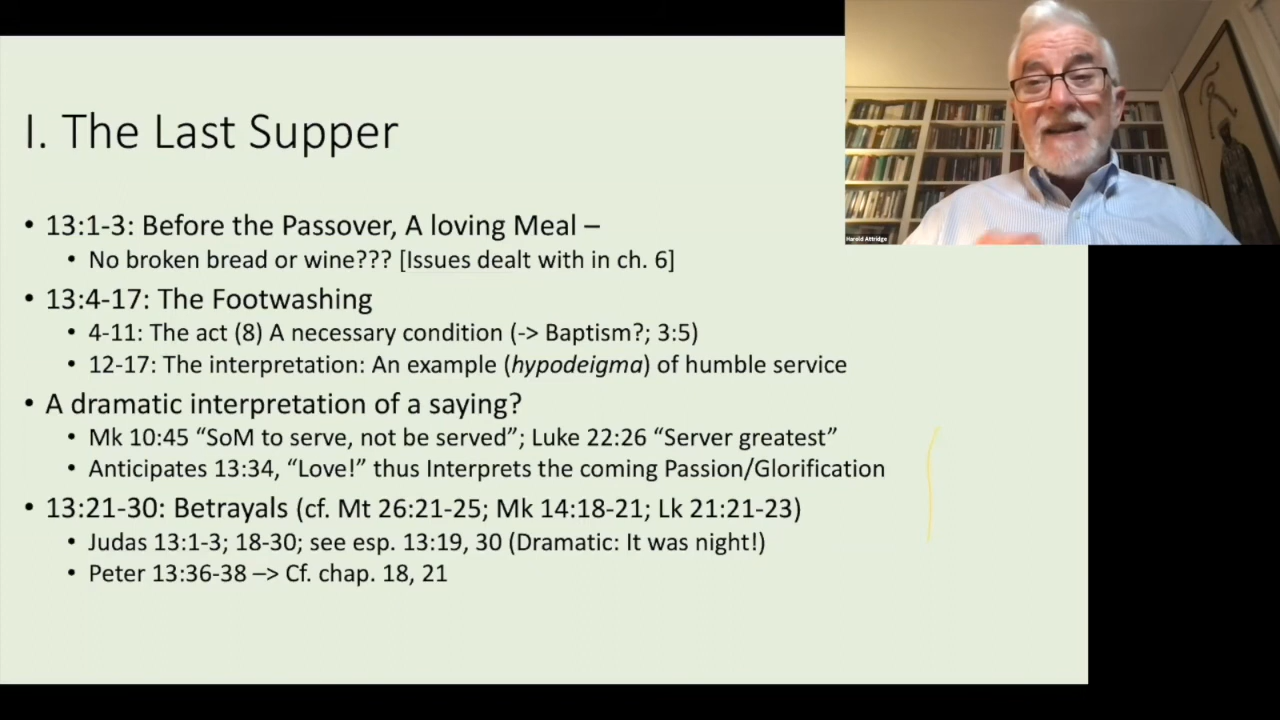 I. The Last Supper
• 13:1-3: Before the Passover, A loving Meal –
• No broken bread or wine??? [Issues dealt with in ch. 6]
• 13:4-17: The Footwashing
• 4-11: The act (8) A necessary condition (-> Baptism?; 3:5)
• 12-17: The interpretation: An example (hypodeigma) of humble service
• A dramatic interpretation of a saying?
• Mk 10:45 “SoM to serve, not be served”; Luke 22:26 “Server greatest”
• Anticipates 13:34, “Love!” thus Interprets the coming Passion/Glorification
• 13:21-30: Betrayals (cf. Mt 26:21-25; Mk 14:18-21; Lk 21:21-23)
• Judas 13:1-3; 18-30; see esp. 13:19, 30 (Dramatic: It was night!)
• Peter 13:36-38 –> Cf. chap. 18, 21
Harold Attridge